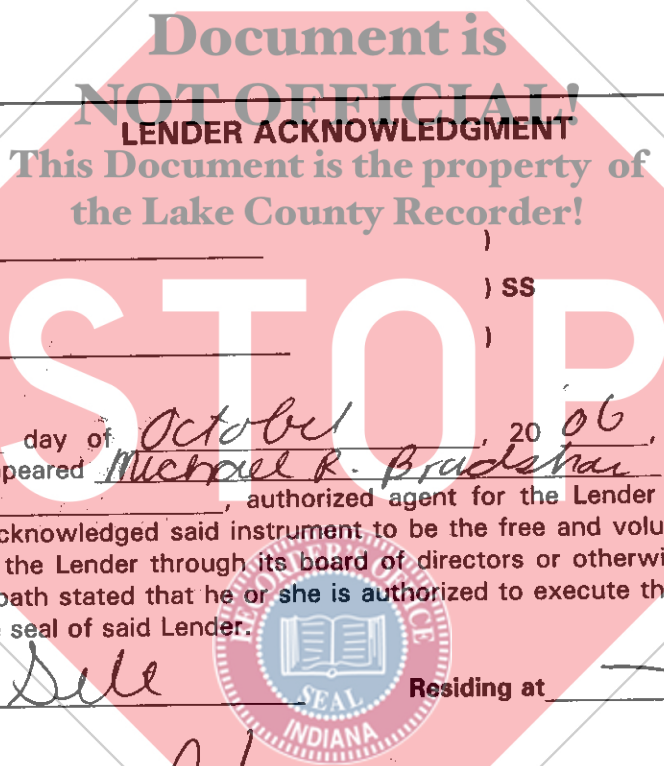 Document is
NOT OFFICIAL!
LENDER ACKNOWLEDGMENT
This Document is the property of
the Lake County Recorder!
)
) SS
)
STOP
day of October, 20 06,
peared Michael R. Bradshaw
, authorized agent for the Lender
cknowledged said instrument to be the free and volu
the Lender through its board of directors or otherwi
oath stated that he or she is authorized to execute th
seal of said Lender.
RECORDER'S OFFICE
SEAL
INDIANA
Residing at